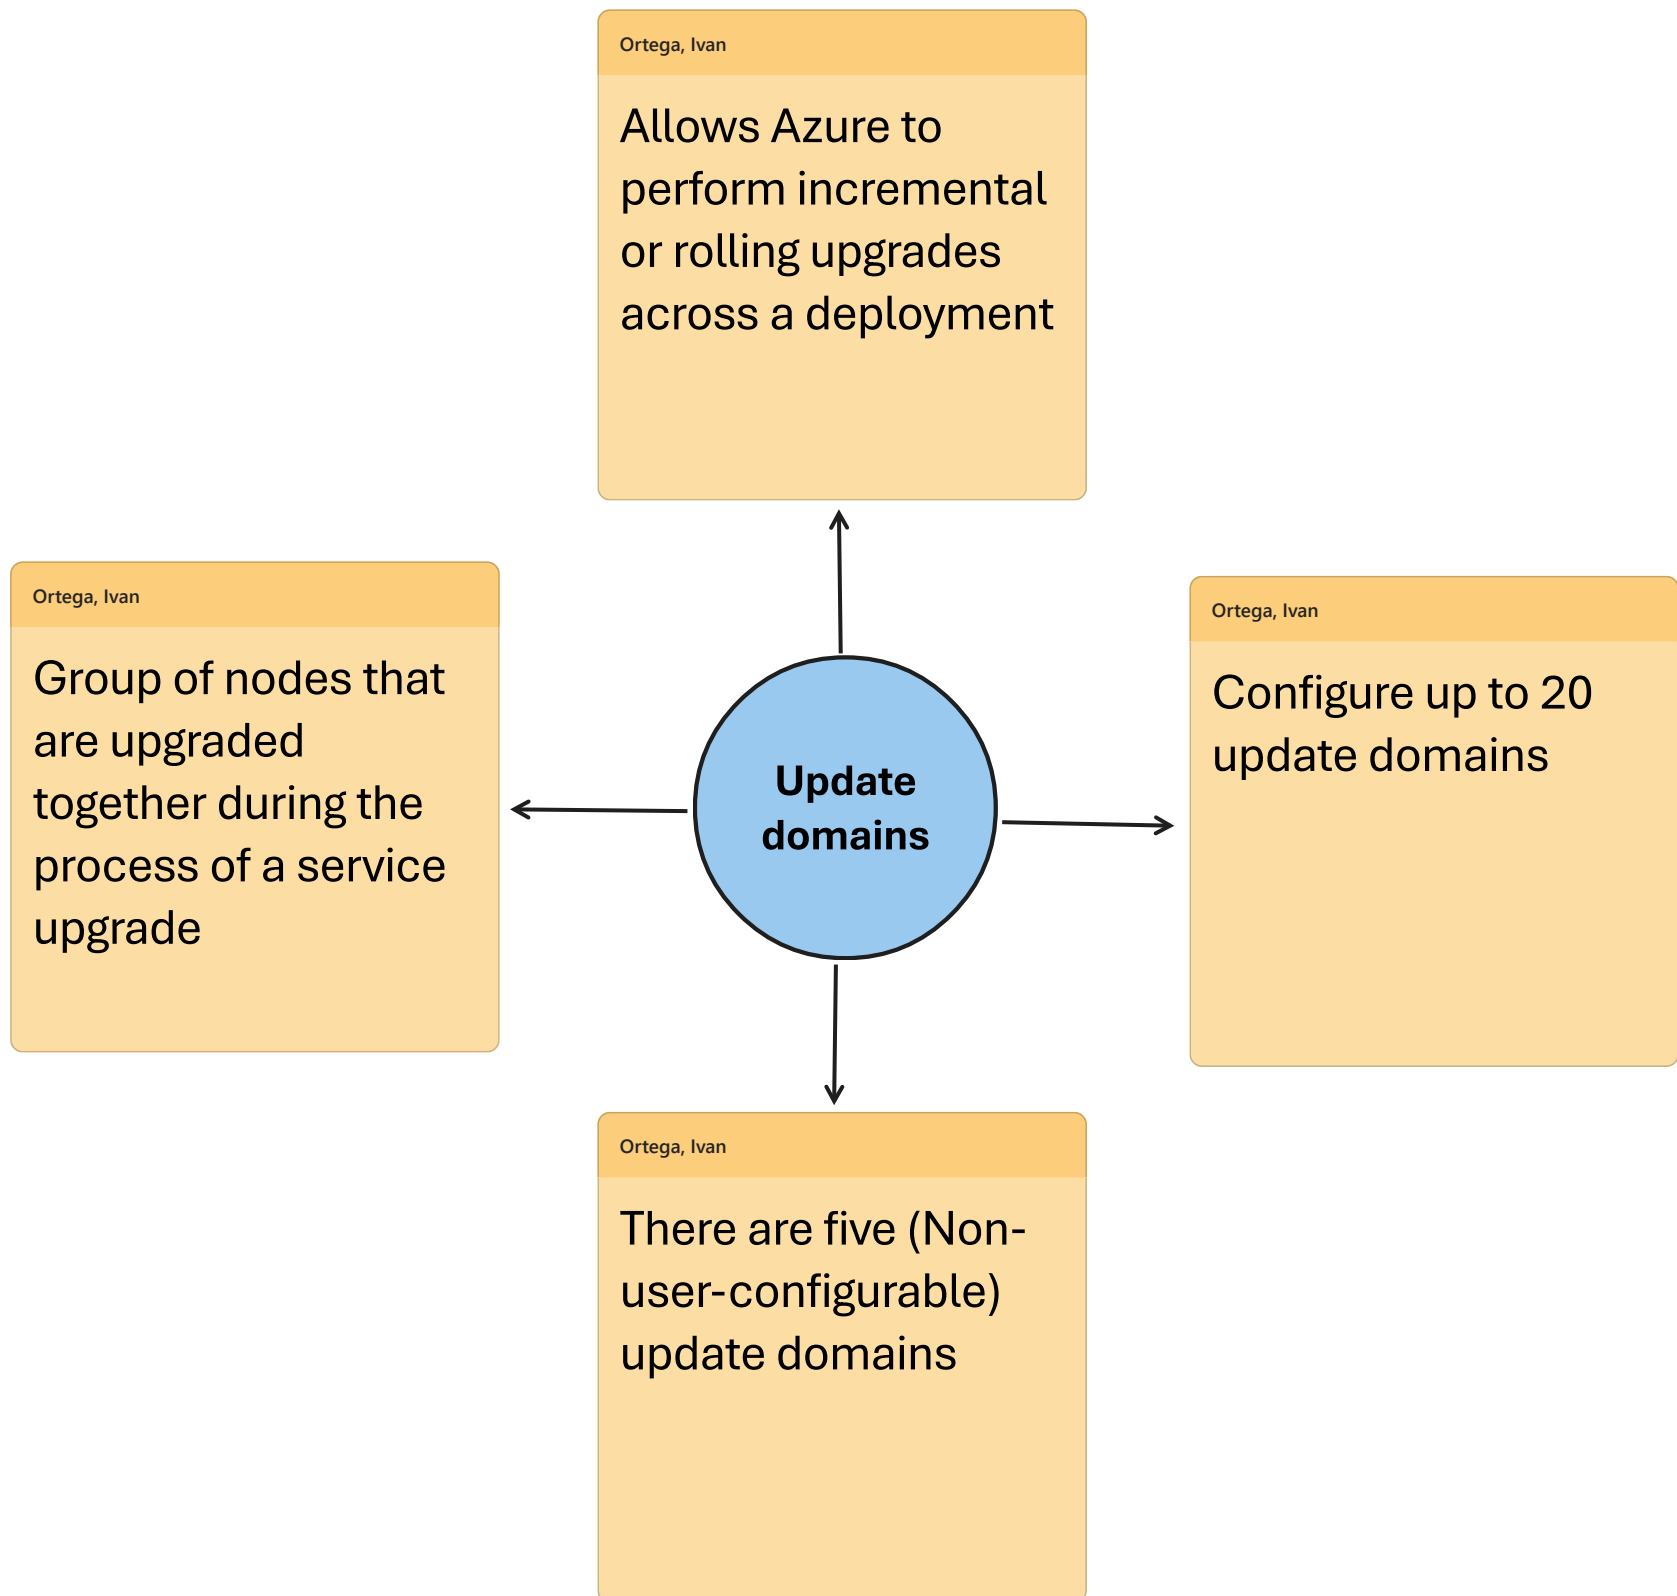 Ortega, Ivan
Allows Azure to
perform incremental
or rolling upgrades
across a deployment
Ortega, Ivan
Group of nodes that
are upgraded
together during the
process of a service
upgrade
Update
domains
Ortega, Ivan
Configure up to 20
update domains
Ortega, Ivan
There are five (Non-
user-configurable)
update domains